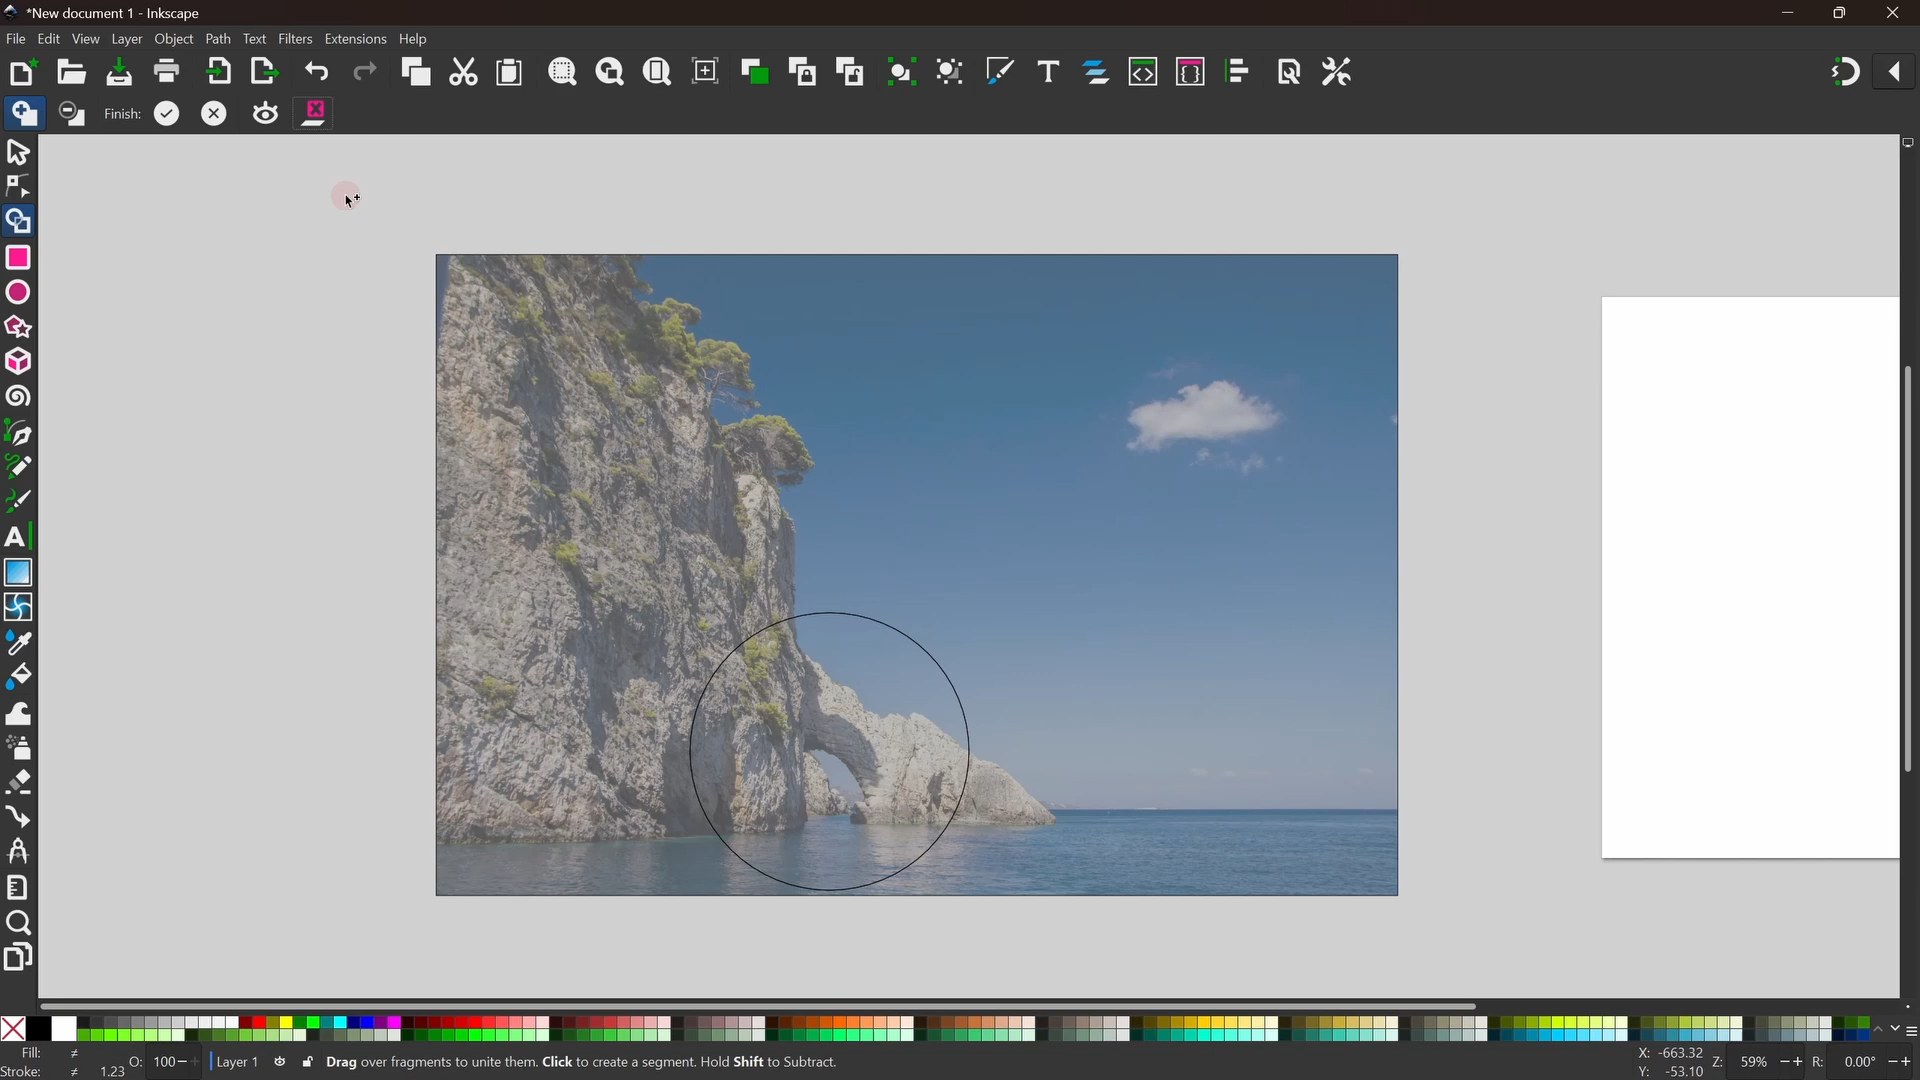 *New document 1 - Inkscape
File Edit View Layer Object Path Text Filters Extensions Help
Finish:
Fill: ≠ O: 100 − + Layer 1 Drag over fragments to unite them. Click to create a segment. Hold Shift to Subtract. X: -663.32 Z: 59% − + R: 0.00° − +
Stroke: ≠ 1.23 Y: -53.10